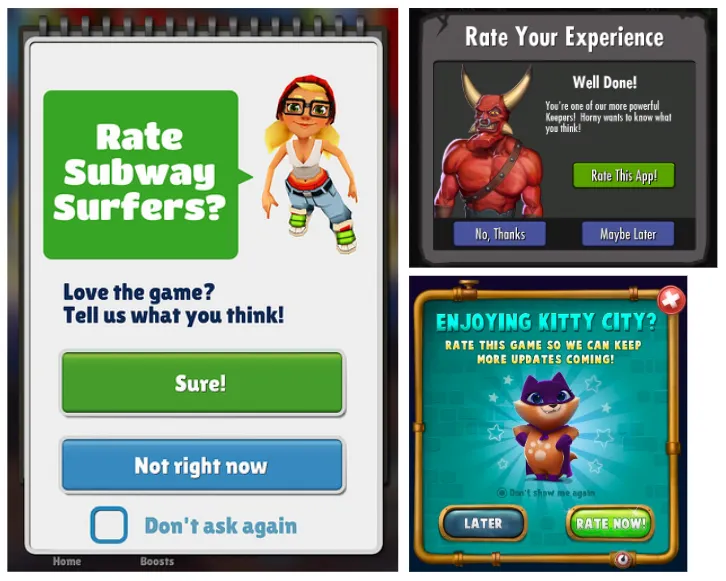 Rate
Subway
Surfers?
Love the game?
Tell us what you think!
Sure!
Not right now
Don't ask again
Home
Boosts
Rate Your Experience
Well Done!
You're one of our more powerful
Keepers! Horny wants to know what
you think!
Rate This App!
No, Thanks
Maybe Later
ENJOYING KITTY CITY?
RATE THIS GAME SO WE CAN KEEP
MORE UPDATES COMING!
Don't show me again
LATER
RATE NOW!